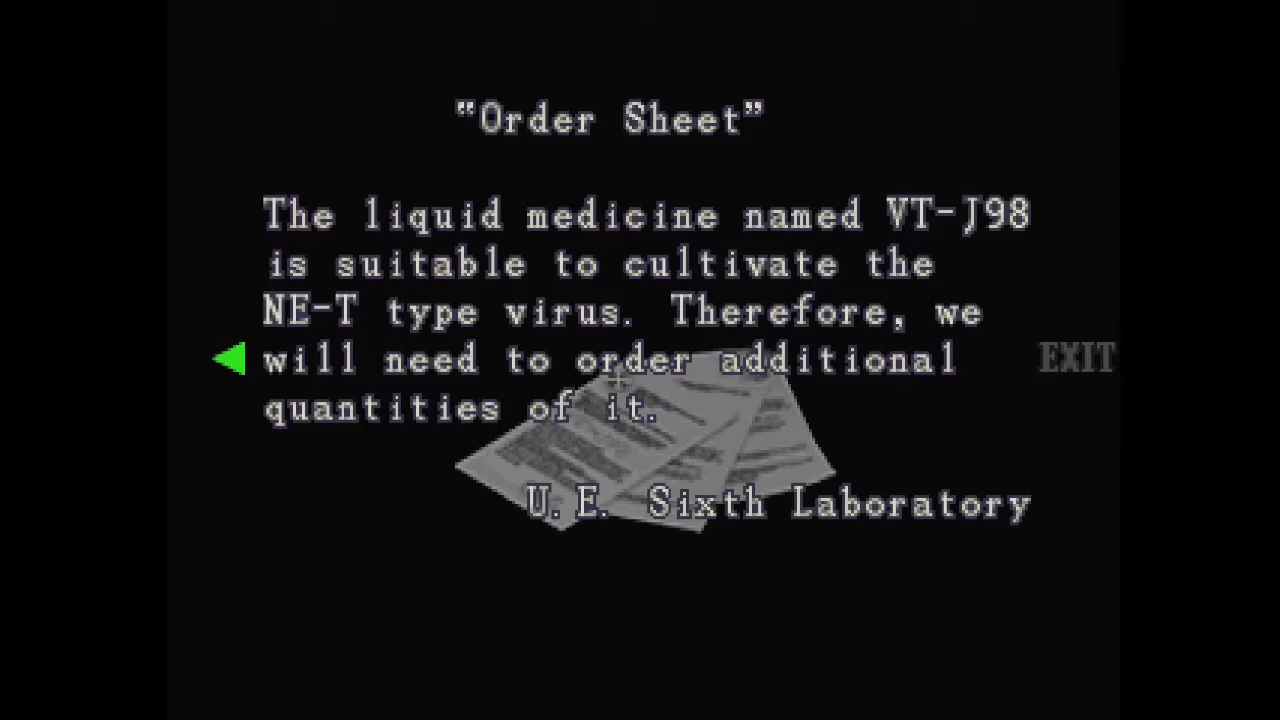 "Order Sheet"
The liquid medicine named VT-J98
is suitable to cultivate the
NE-T type virus. Therefore, we
will need to order additional
EXIT
quantities of it.
U.E. Sixth Laboratory